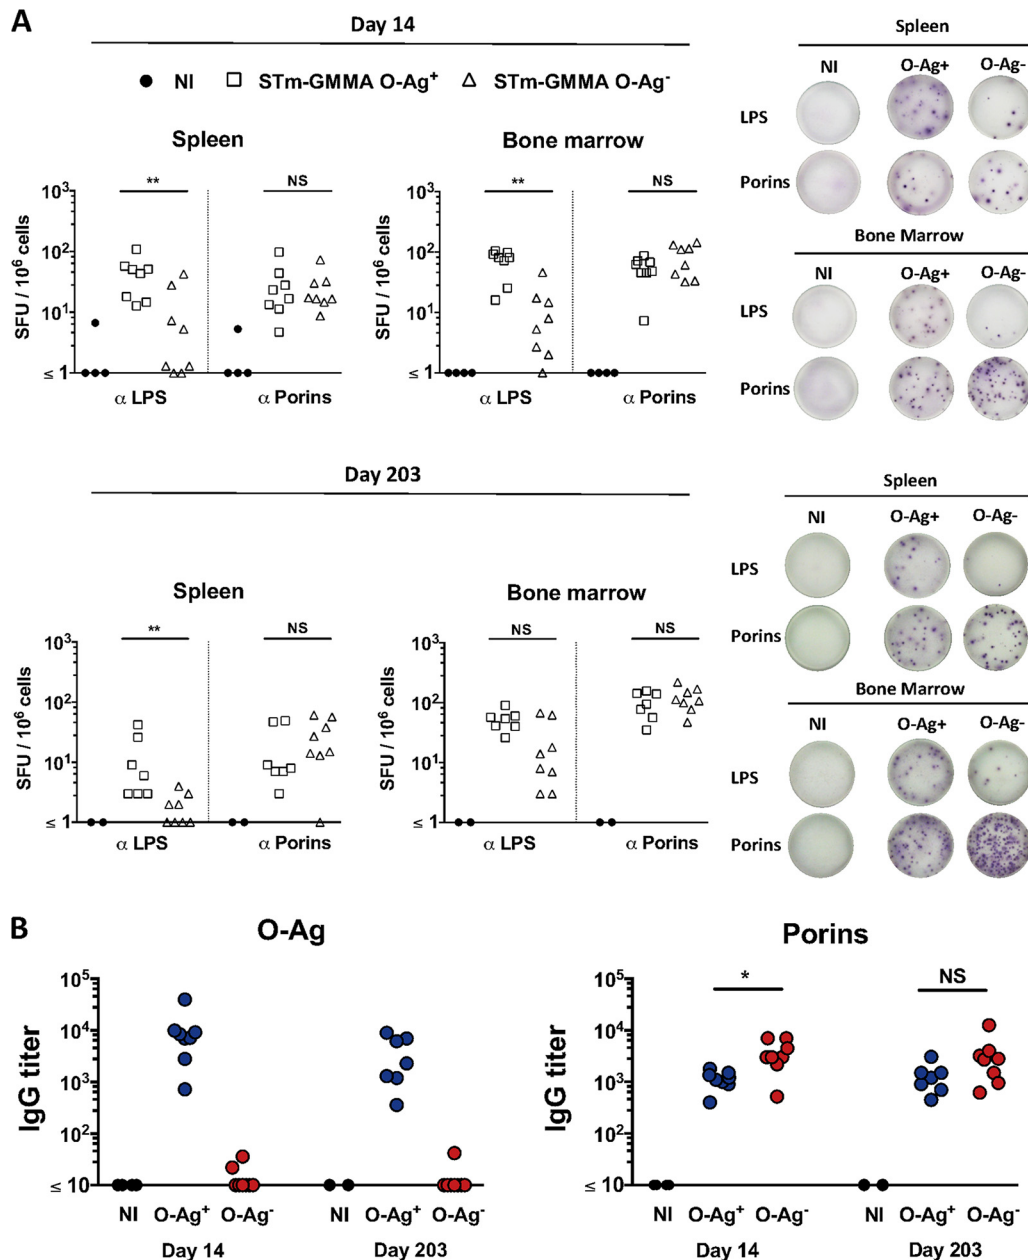 A
Day 14
NI STm-GMMA O-Ag⁺ STm-GMMA O-Ag⁻
Spleen
SFU / 10⁶ cells
10³
10²
10¹
≤ 1
** NS
α LPS α Porins
Bone marrow
SFU / 10⁶ cells
10³
10²
10¹
≤ 1
** NS
α LPS α Porins
Spleen
NI O-Ag+ O-Ag-
LPS
Porins
Bone Marrow
NI O-Ag+ O-Ag-
LPS
Porins
Day 203
Spleen
SFU / 10⁶ cells
10³
10²
10¹
≤ 1
** NS
α LPS α Porins
Bone marrow
SFU / 10⁶ cells
10³
10²
10¹
≤ 1
NS NS
α LPS α Porins
Spleen
NI O-Ag+ O-Ag-
LPS
Porins
Bone Marrow
NI O-Ag+ O-Ag-
LPS
Porins
B
O-Ag
IgG titer
10⁵
10⁴
10³
10²
≤ 10
NI O-Ag⁺ O-Ag⁻ NI O-Ag⁺ O-Ag⁻
Day 14 Day 203
Porins
IgG titer
10⁵
10⁴
10³
10²
≤ 10
* NS
NI O-Ag⁺ O-Ag⁻ NI O-Ag⁺ O-Ag⁻
Day 14 Day 203